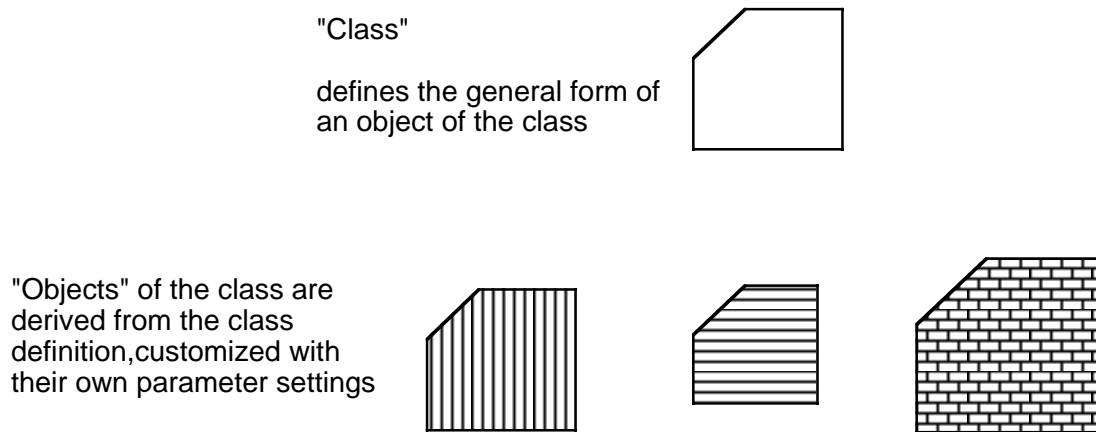 "Class"
defines the general form of
an object of the class
"Objects" of the class are
derived from the class
definition,customized with
their own parameter settings